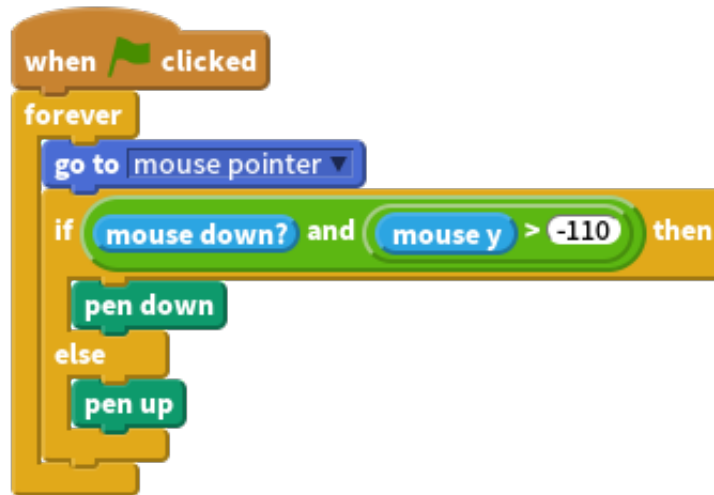 when clicked
forever
go to mouse pointer
if mouse down? and mouse y > -110 then
pen down
else
pen up